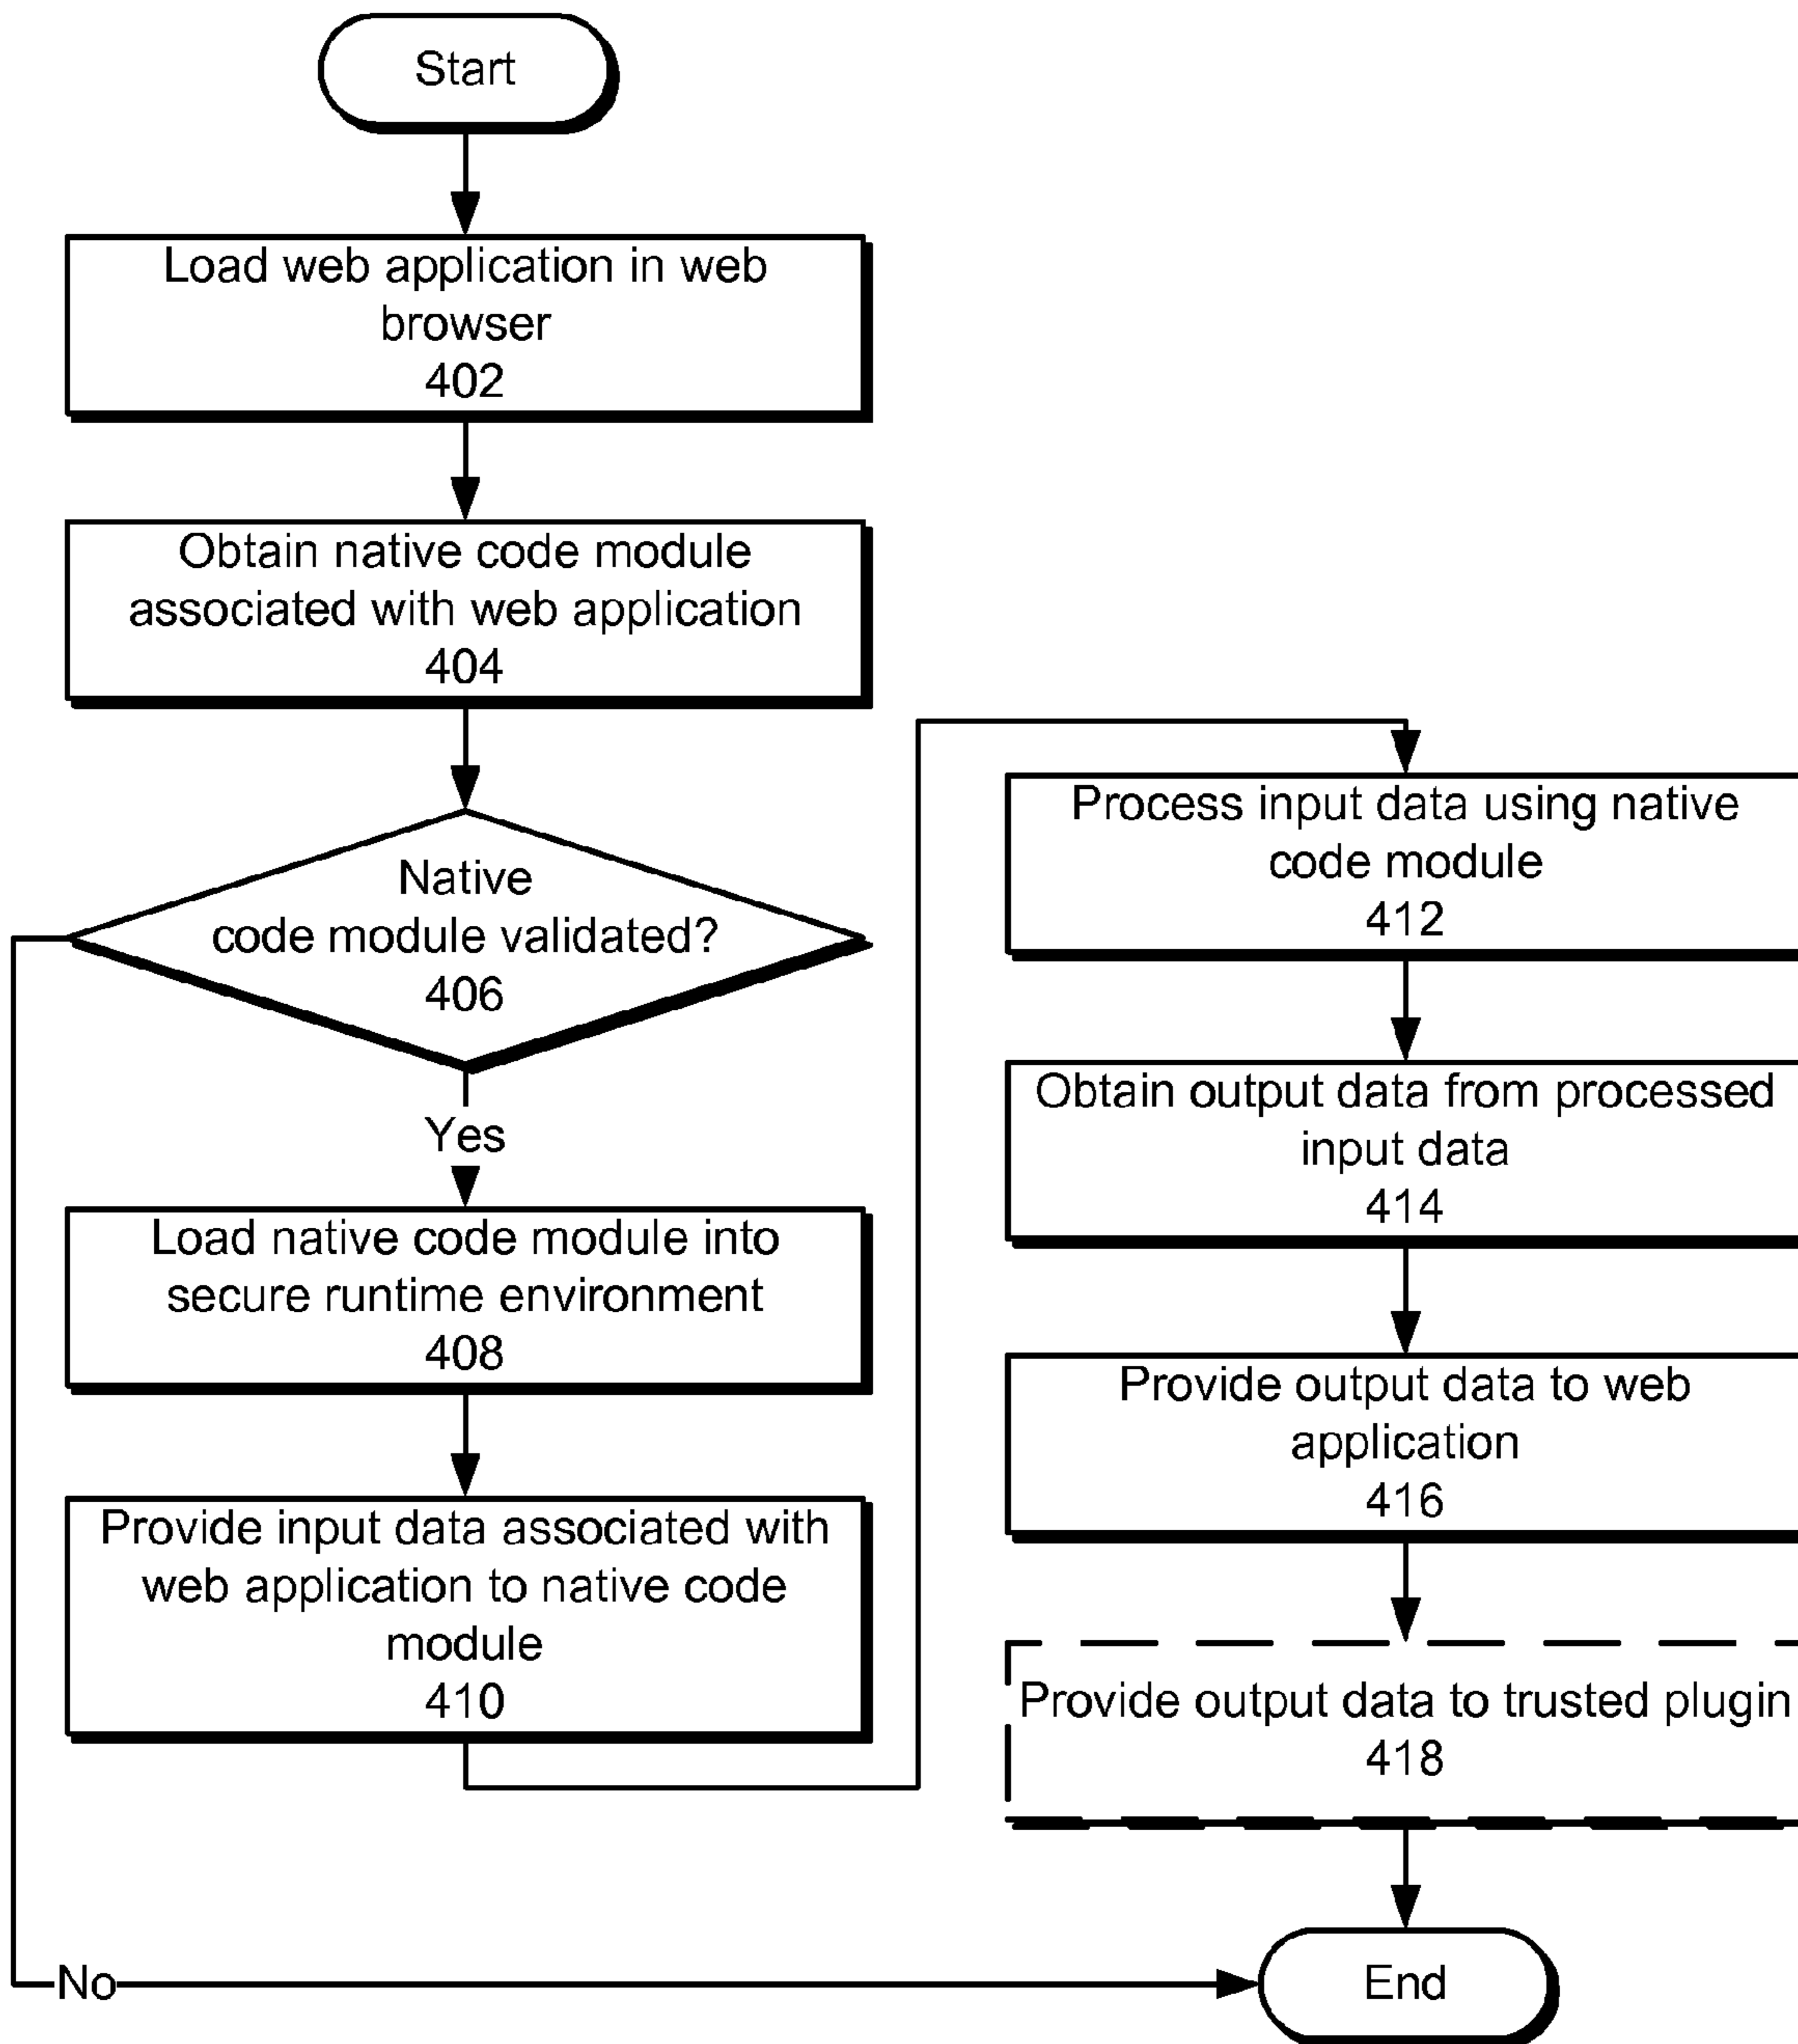 Start
Load web application in web
browser
402
Obtain native code module
associated with web application
404
Native
code module validated?
406
Yes
Load native code module into
secure runtime environment
408
Provide input data associated with
web application to native code
module
410
Process input data using native
code module
412
Obtain output data from processed
input data
414
Provide output data to web
application
416
Provide output data to trusted plugin
418
No
End